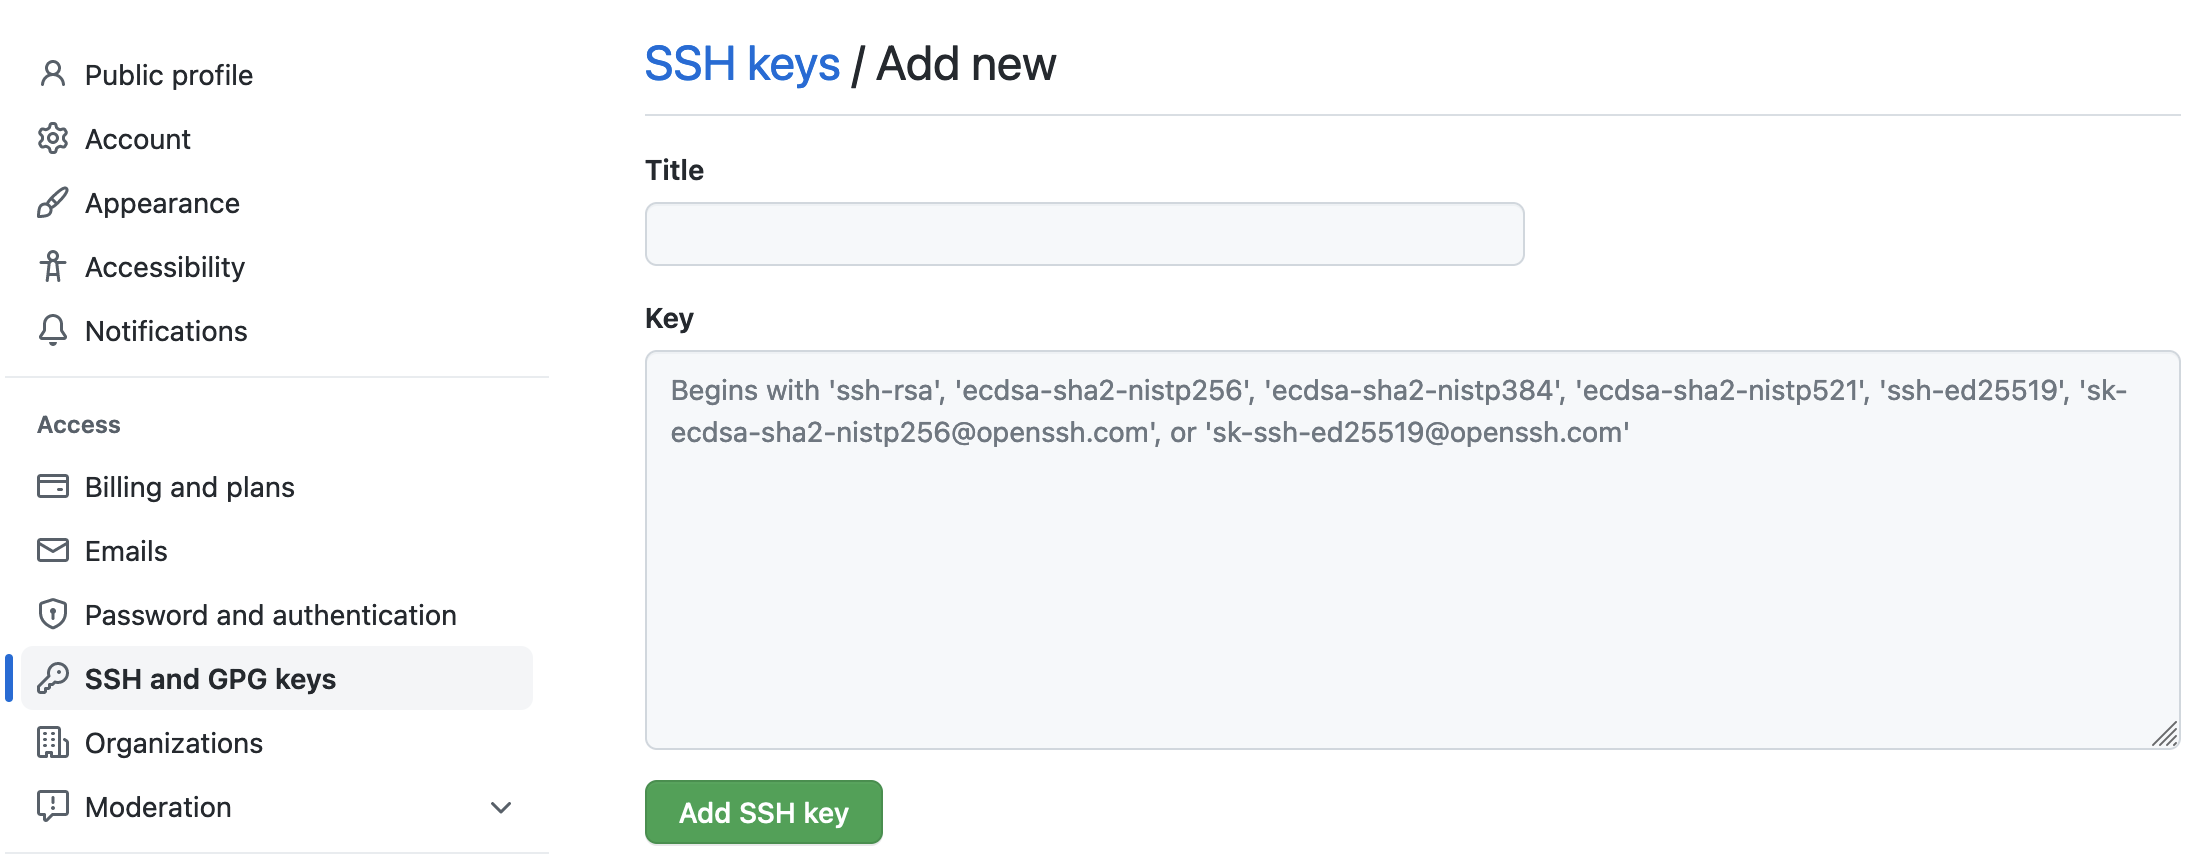 Public profile
Account
Appearance
Accessibility
Notifications
Access
Billing and plans
Emails
Password and authentication
SSH and GPG keys
Organizations
Moderation
SSH keys / Add new
Title
Key
Begins with 'ssh-rsa', 'ecdsa-sha2-nistp256', 'ecdsa-sha2-nistp384', 'ecdsa-sha2-nistp521', 'ssh-ed25519', 'sk-
ecdsa-sha2-nistp256@openssh.com', or 'sk-ssh-ed25519@openssh.com'
Add SSH key